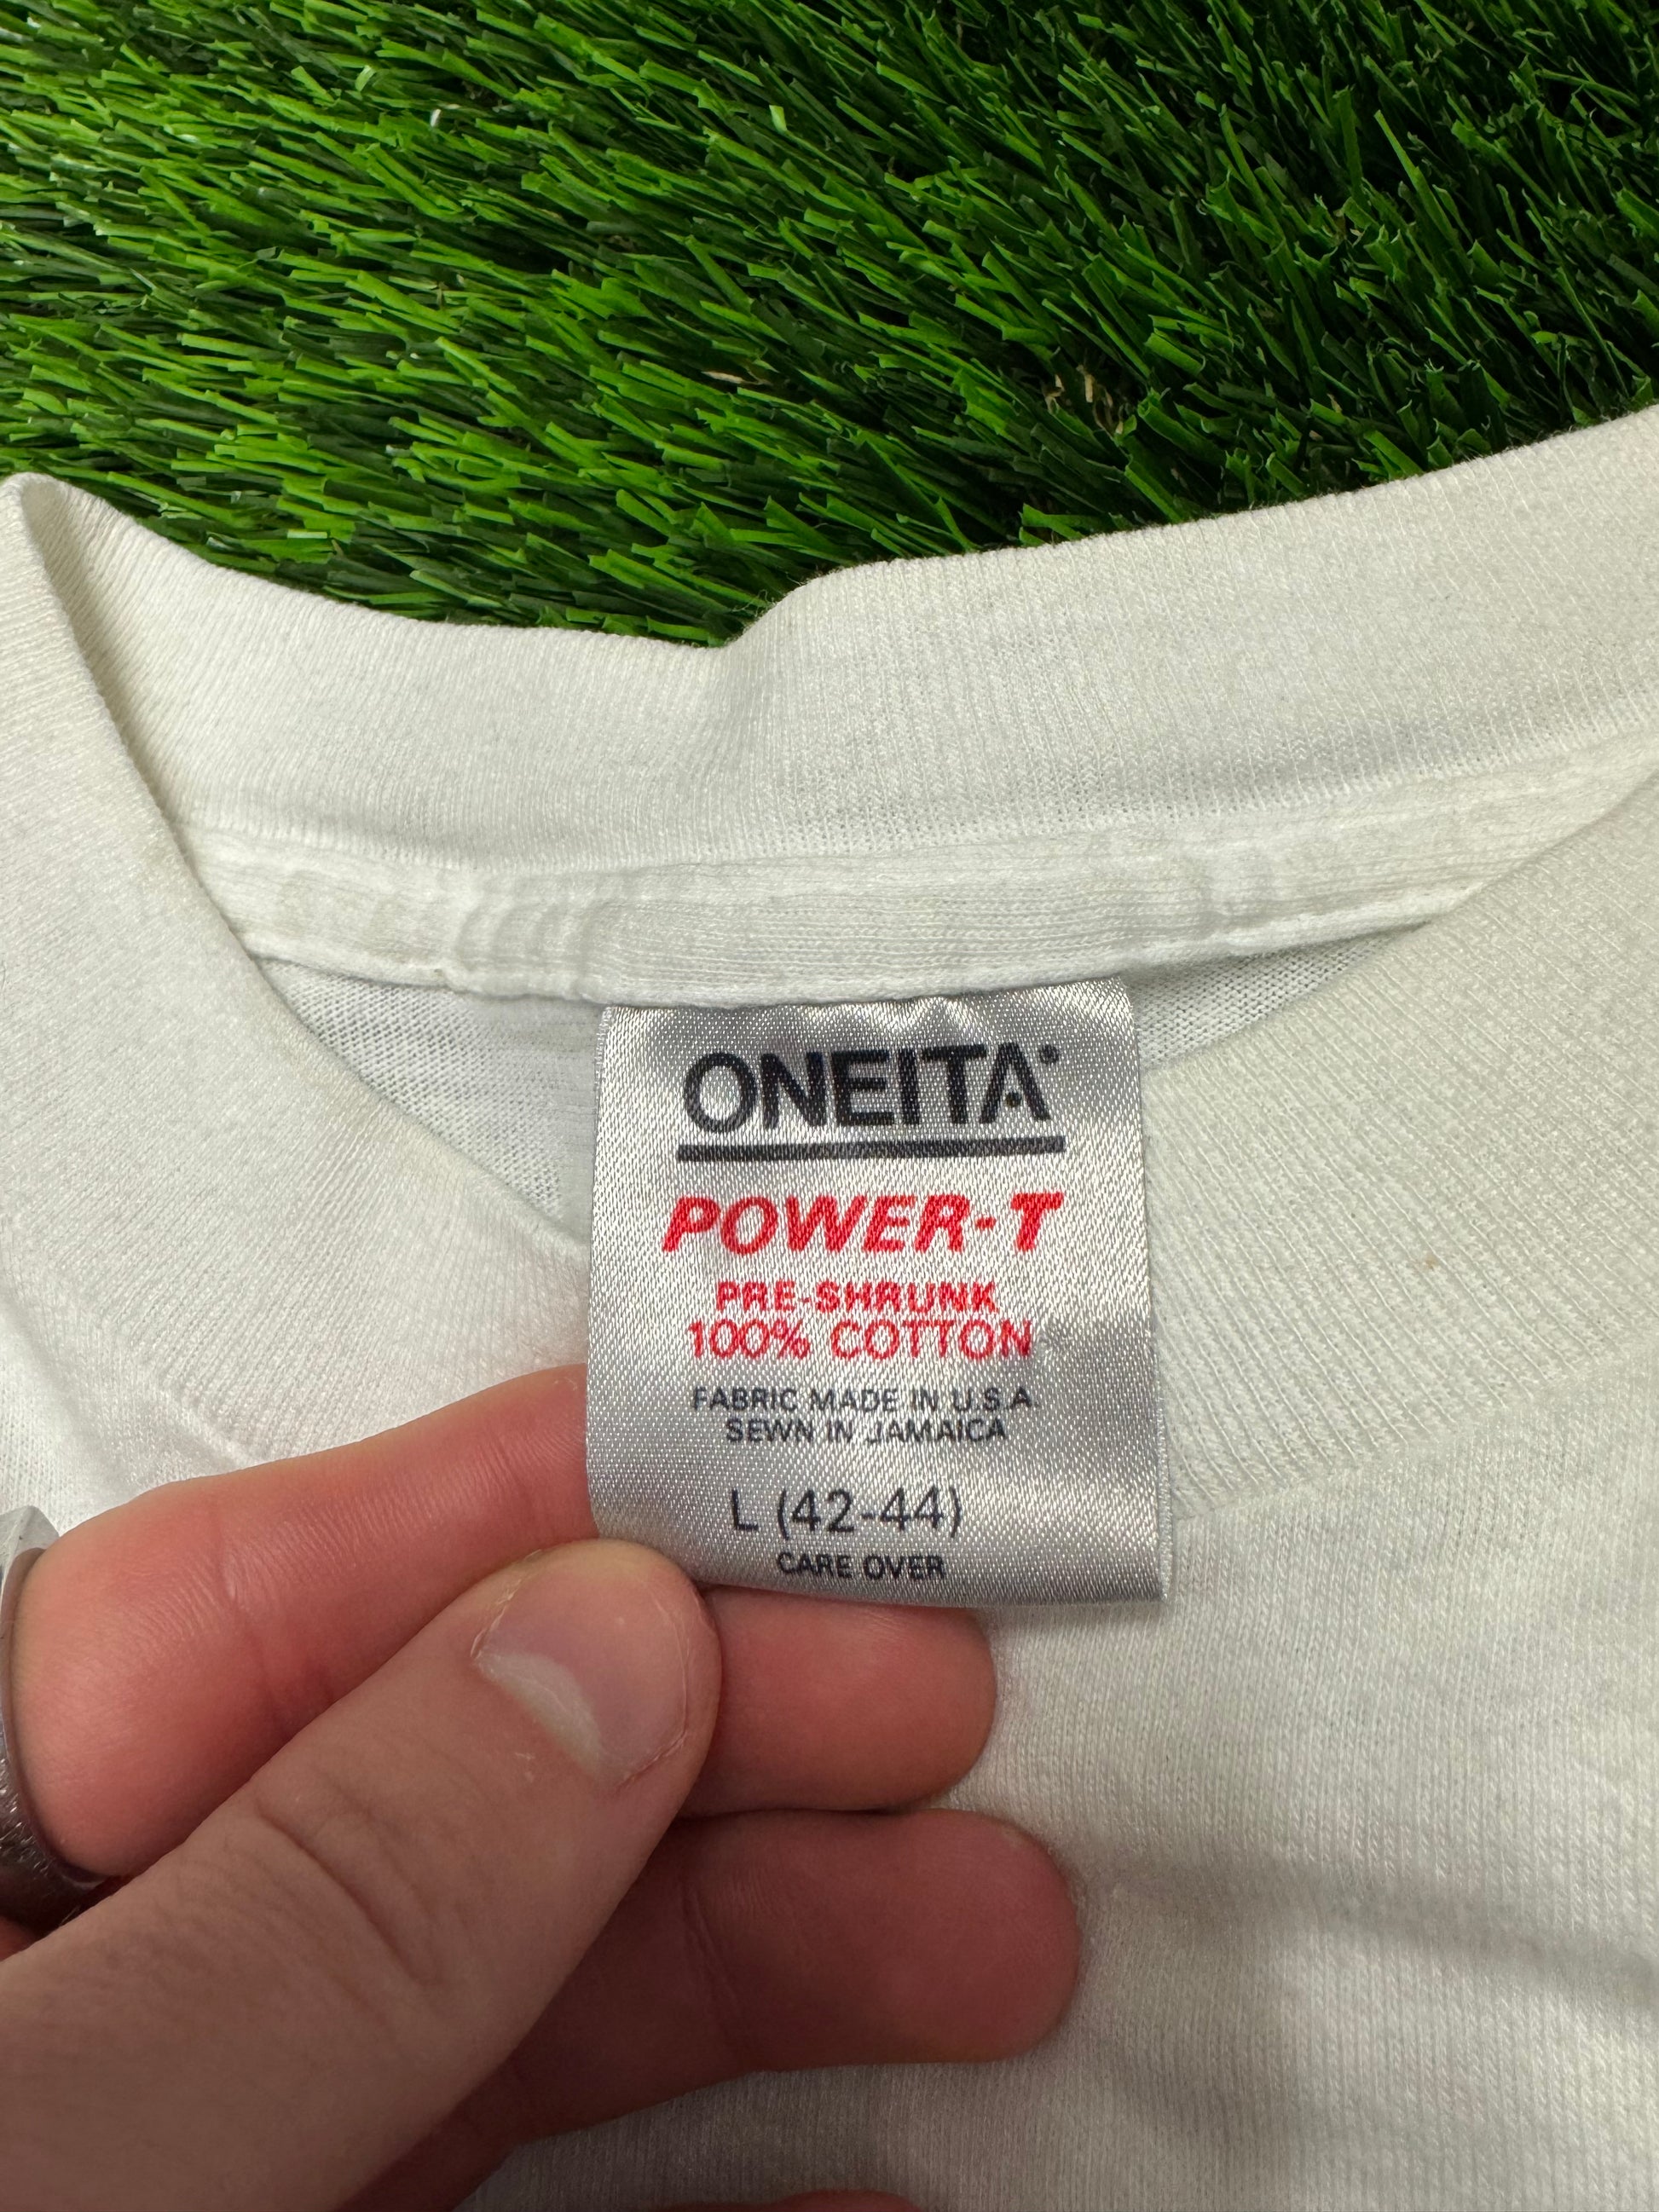 ONEITA
POWER-T
PRE-SHRUNK
100% COTTON
FABRIC MADE IN U.S.A
SEWN IN JAMAICA
L (42-44)
CARE OVER